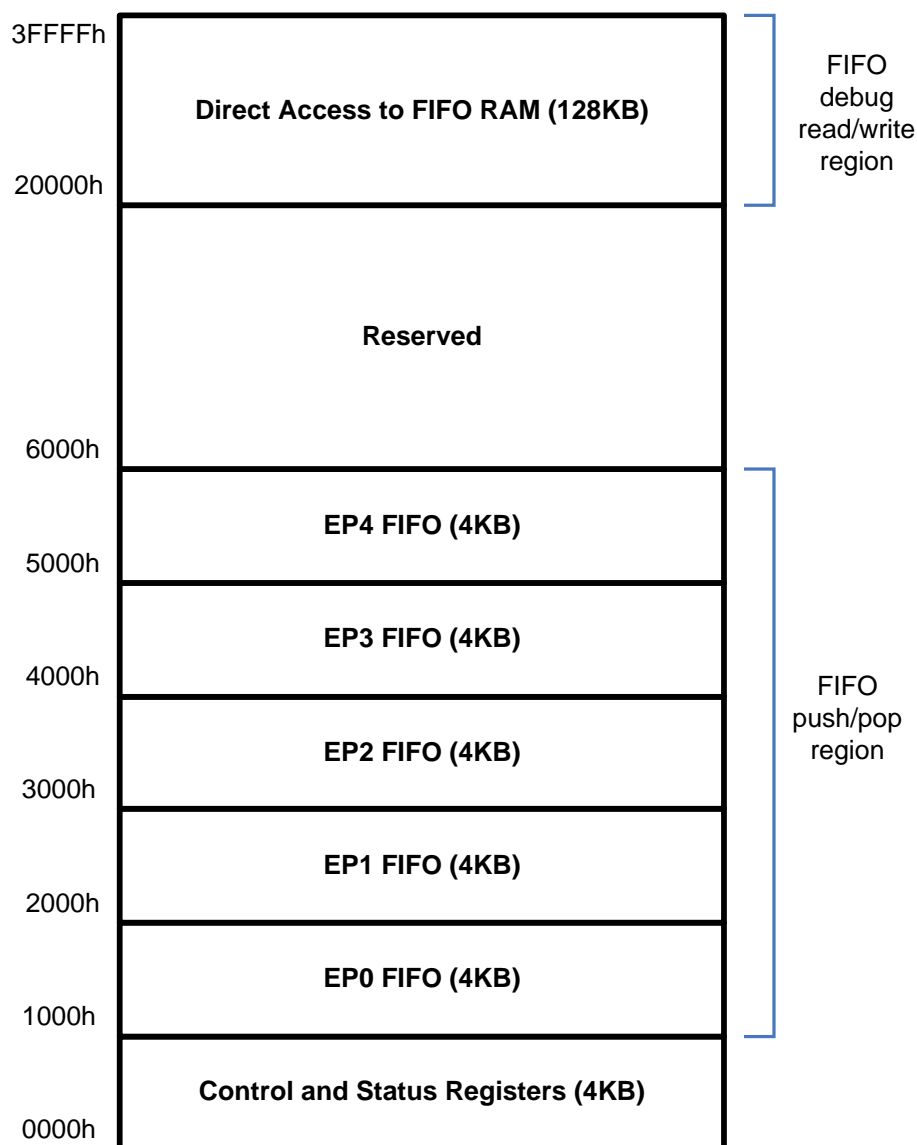 3FFFFh
Direct Access to FIFO RAM (128KB)
FIFO
debug
read/write
region
20000h
Reserved
6000h
EP4 FIFO (4KB)
5000h
EP3 FIFO (4KB)
4000h
FIFO
push/pop
region
EP2 FIFO (4KB)
3000h
EP1 FIFO (4KB)
2000h
EP0 FIFO (4KB)
1000h
Control and Status Registers (4KB)
0000h